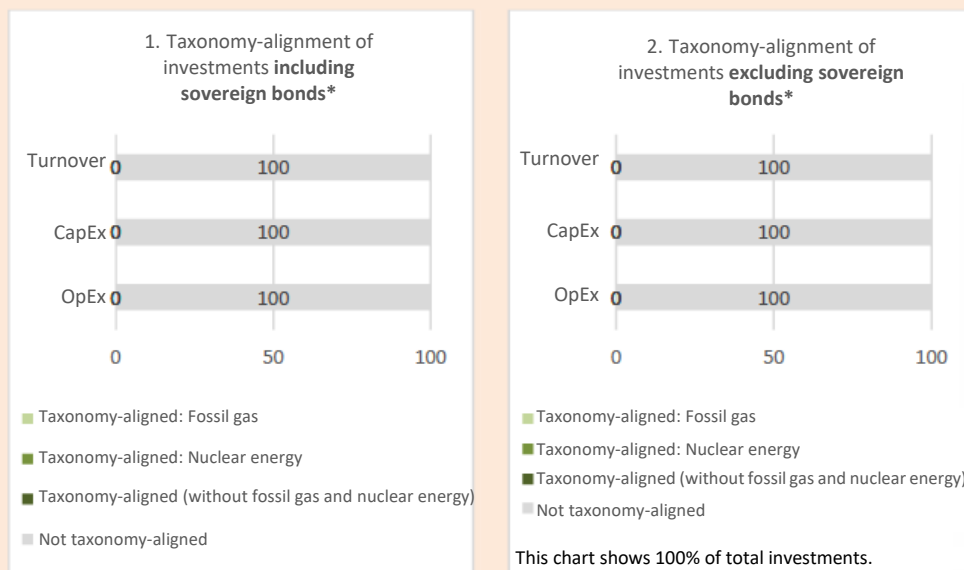 1. Taxonomy-alignment of
investments including
sovereign bonds*
Turnover 0 100
CapEx 0 100
OpEx 0 100
0 50 100
Taxonomy-aligned: Fossil gas
Taxonomy-aligned: Nuclear energy
Taxonomy-aligned (without fossil gas and nuclear energy)
Not taxonomy-aligned
2. Taxonomy-alignment of
investments excluding sovereign
bonds*
Turnover 0 100
CapEx 0 100
OpEx 0 100
0 50 100
Taxonomy-aligned: Fossil gas
Taxonomy-aligned: Nuclear energy
Taxonomy-aligned (without fossil gas and nuclear energy)
Not taxonomy-aligned
This chart shows 100% of total investments.